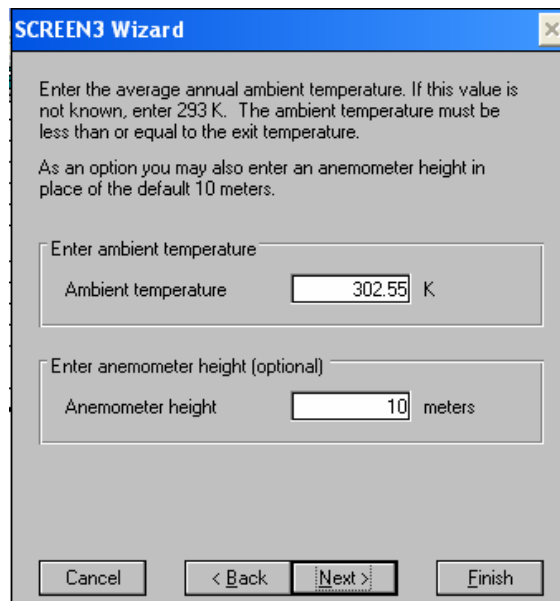 SCREEN3 Wizard
Enter the average annual ambient temperature. If this value is
not known, enter 293 K. The ambient temperature must be
less than or equal to the exit temperature.
As an option you may also enter an anemometer height in
place of the default 10 meters.
Enter ambient temperature
Ambient temperature 302.55 K
Enter anemometer height (optional)
Anemometer height 10 meters
Cancel < Back Next > Finish